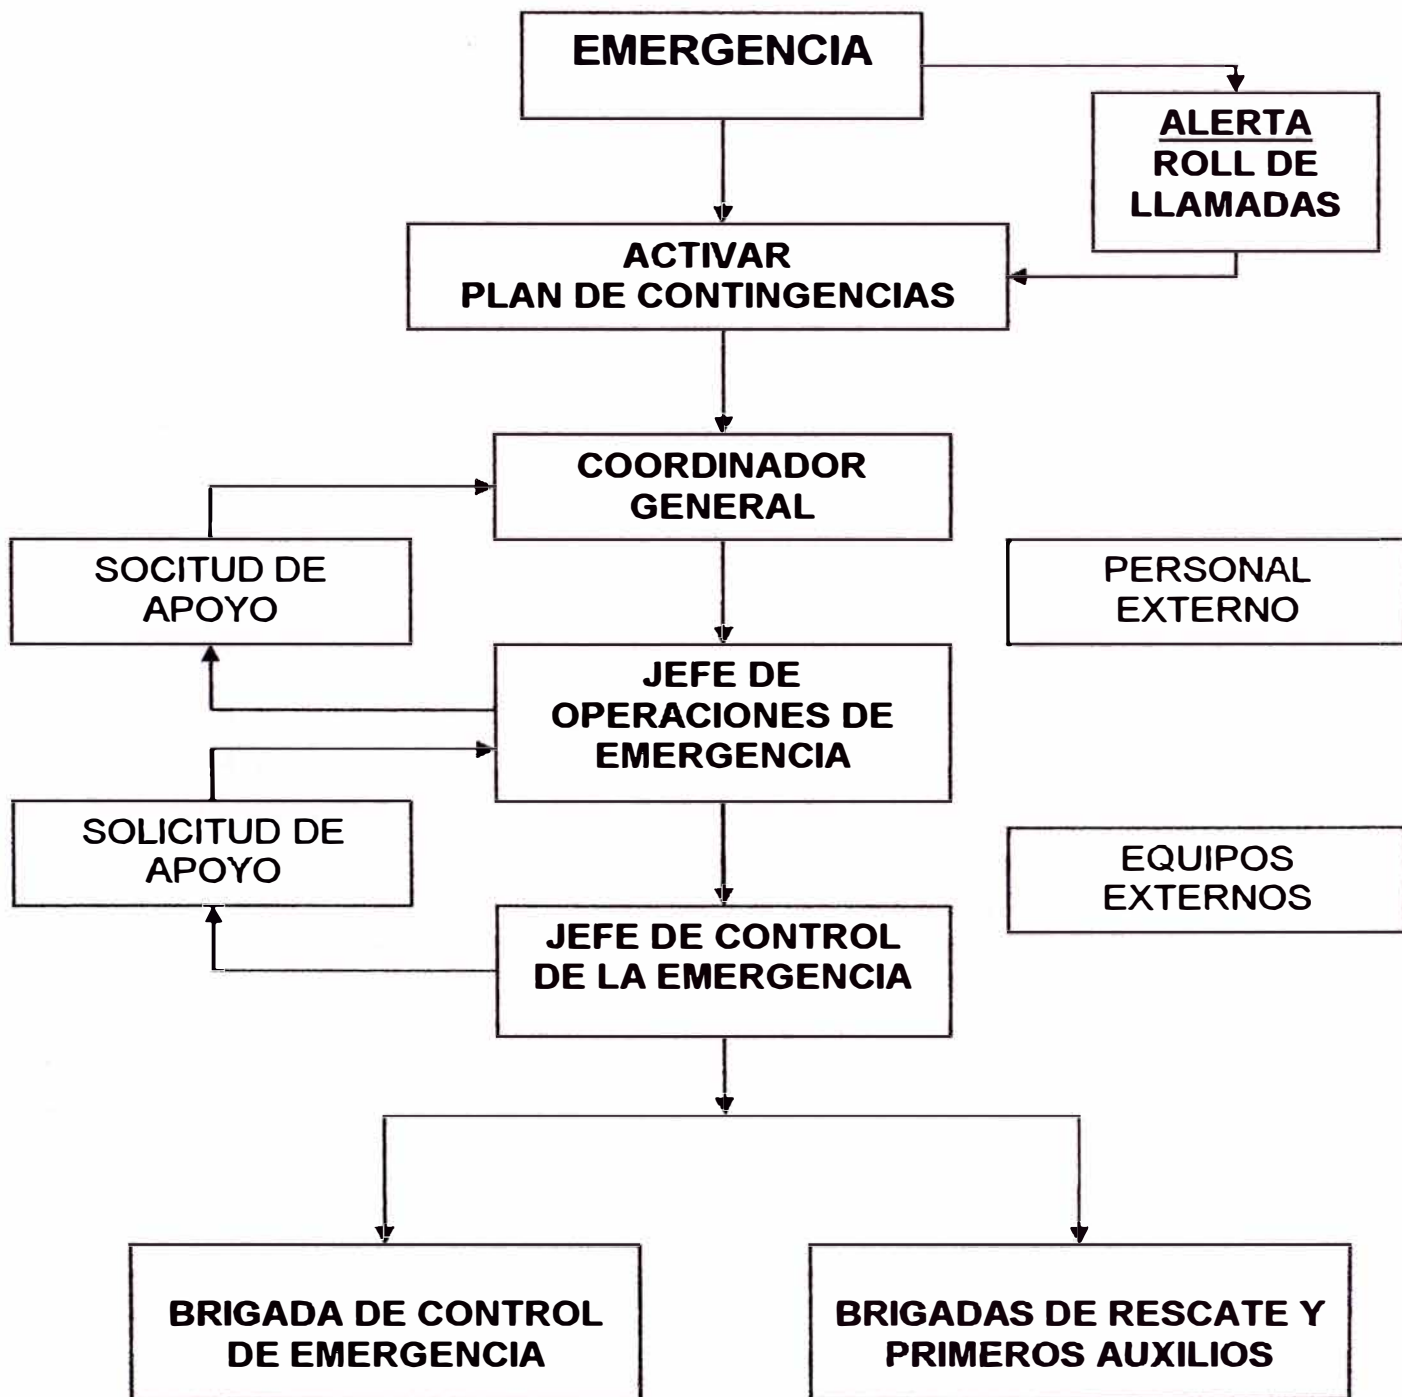 EMERGENCIA
ALERTA
ROLL DE
LLAMADAS
ACTIVAR
PLAN DE CONTINGENCIAS
COORDINADOR
GENERAL
SOCITUD DE
APOYO
PERSONAL
EXTERNO
JEFE DE
OPERACIONES DE
EMERGENCIA
SOLICITUD DE
APOYO
EQUIPOS
EXTERNOS
JEFE DE CONTROL
DE LA EMERGENCIA
BRIGADA DE CONTROL
DE EMERGENCIA
BRIGADAS DE RESCATE Y
PRIMEROS AUXILIOS